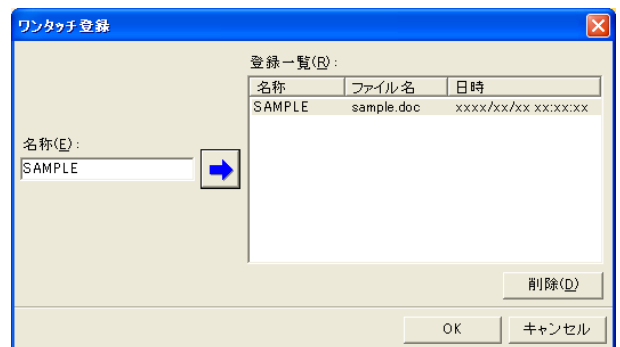 ワンタッチ登録
登録一覧(R):
名称 ファイル名 日時
SAMPLE sample.doc xxxx/xx/xx xx:xx:xx
名称(E):
SAMPLE
削除(D)
OK キャンセル